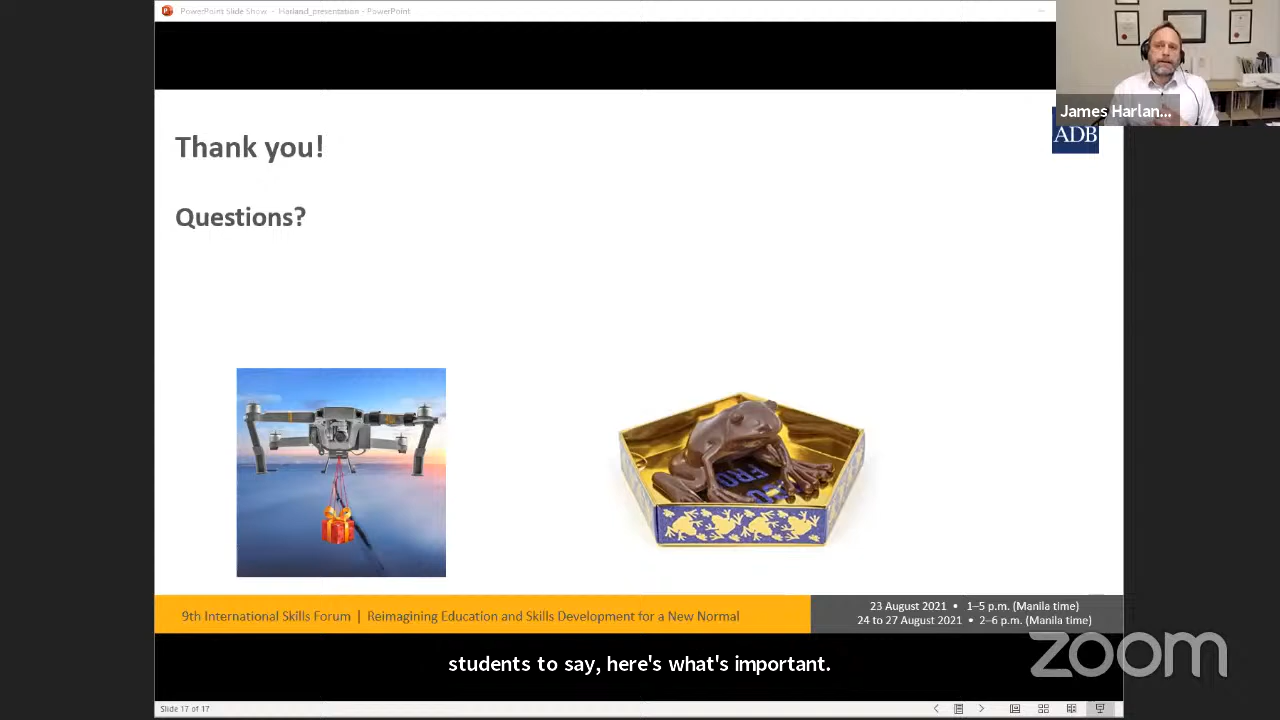 PowerPoint Slide Show - Harland_presentation - PowerPoint
James Harlan...
ADB
Thank you!
Questions?
FRO
9th International Skills Forum | Reimagining Education and Skills Development for a New Normal
23 August 2021 • 1–5 p.m. (Manila time)
24 to 27 August 2021 • 2–6 p.m. (Manila time)
students to say, here's what's important.
zoom
Slide 17 of 17